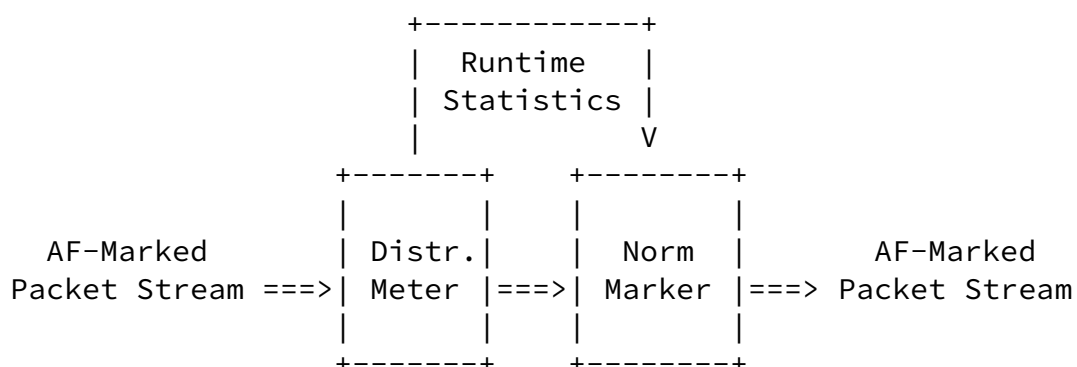 Runtime
Statistics
V
AF-Marked Distr. Norm AF-Marked
Packet Stream ===> Meter ===> Marker ===> Packet Stream